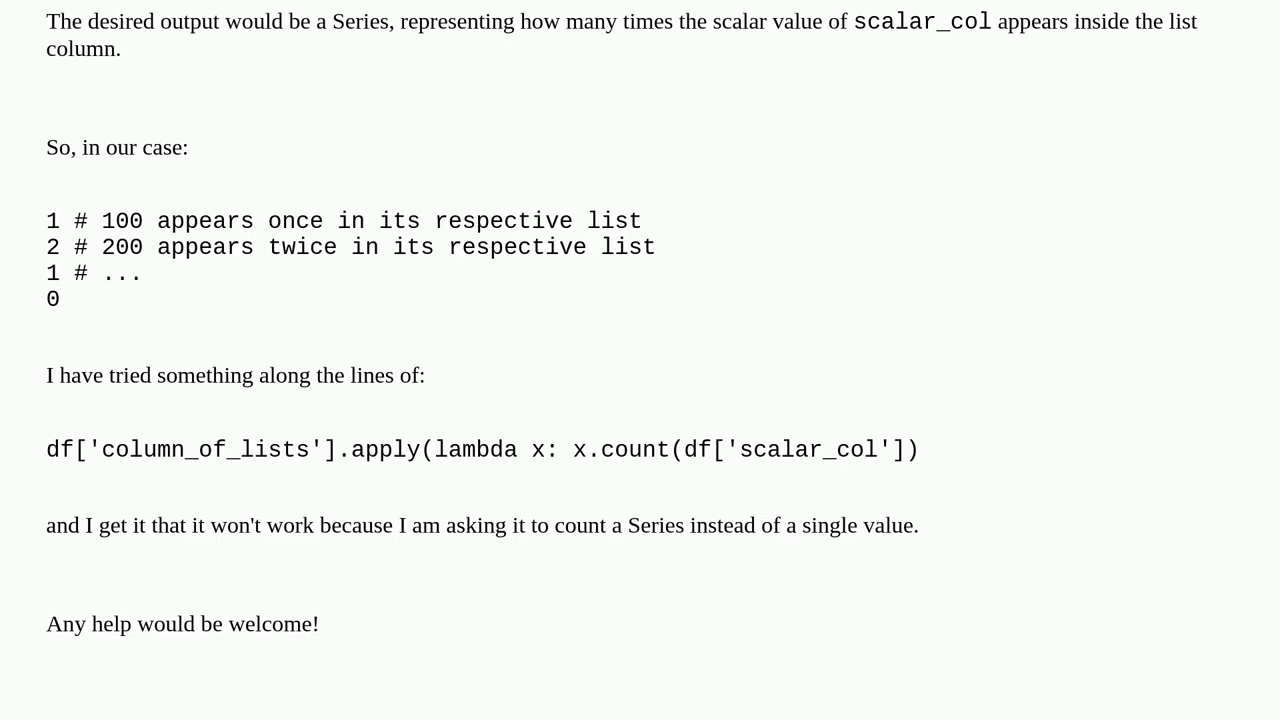 The desired output would be a Series, representing how many times the scalar value of scalar_col appears inside the list
column.
So, in our case:
1 # 100 appears once in its respective list
2 # 200 appears twice in its respective list
1 # ...
0
I have tried something along the lines of:
df['column_of_lists'].apply(lambda x: x.count(df['scalar_col'])
and I get it that it won't work because I am asking it to count a Series instead of a single value.
Any help would be welcome!